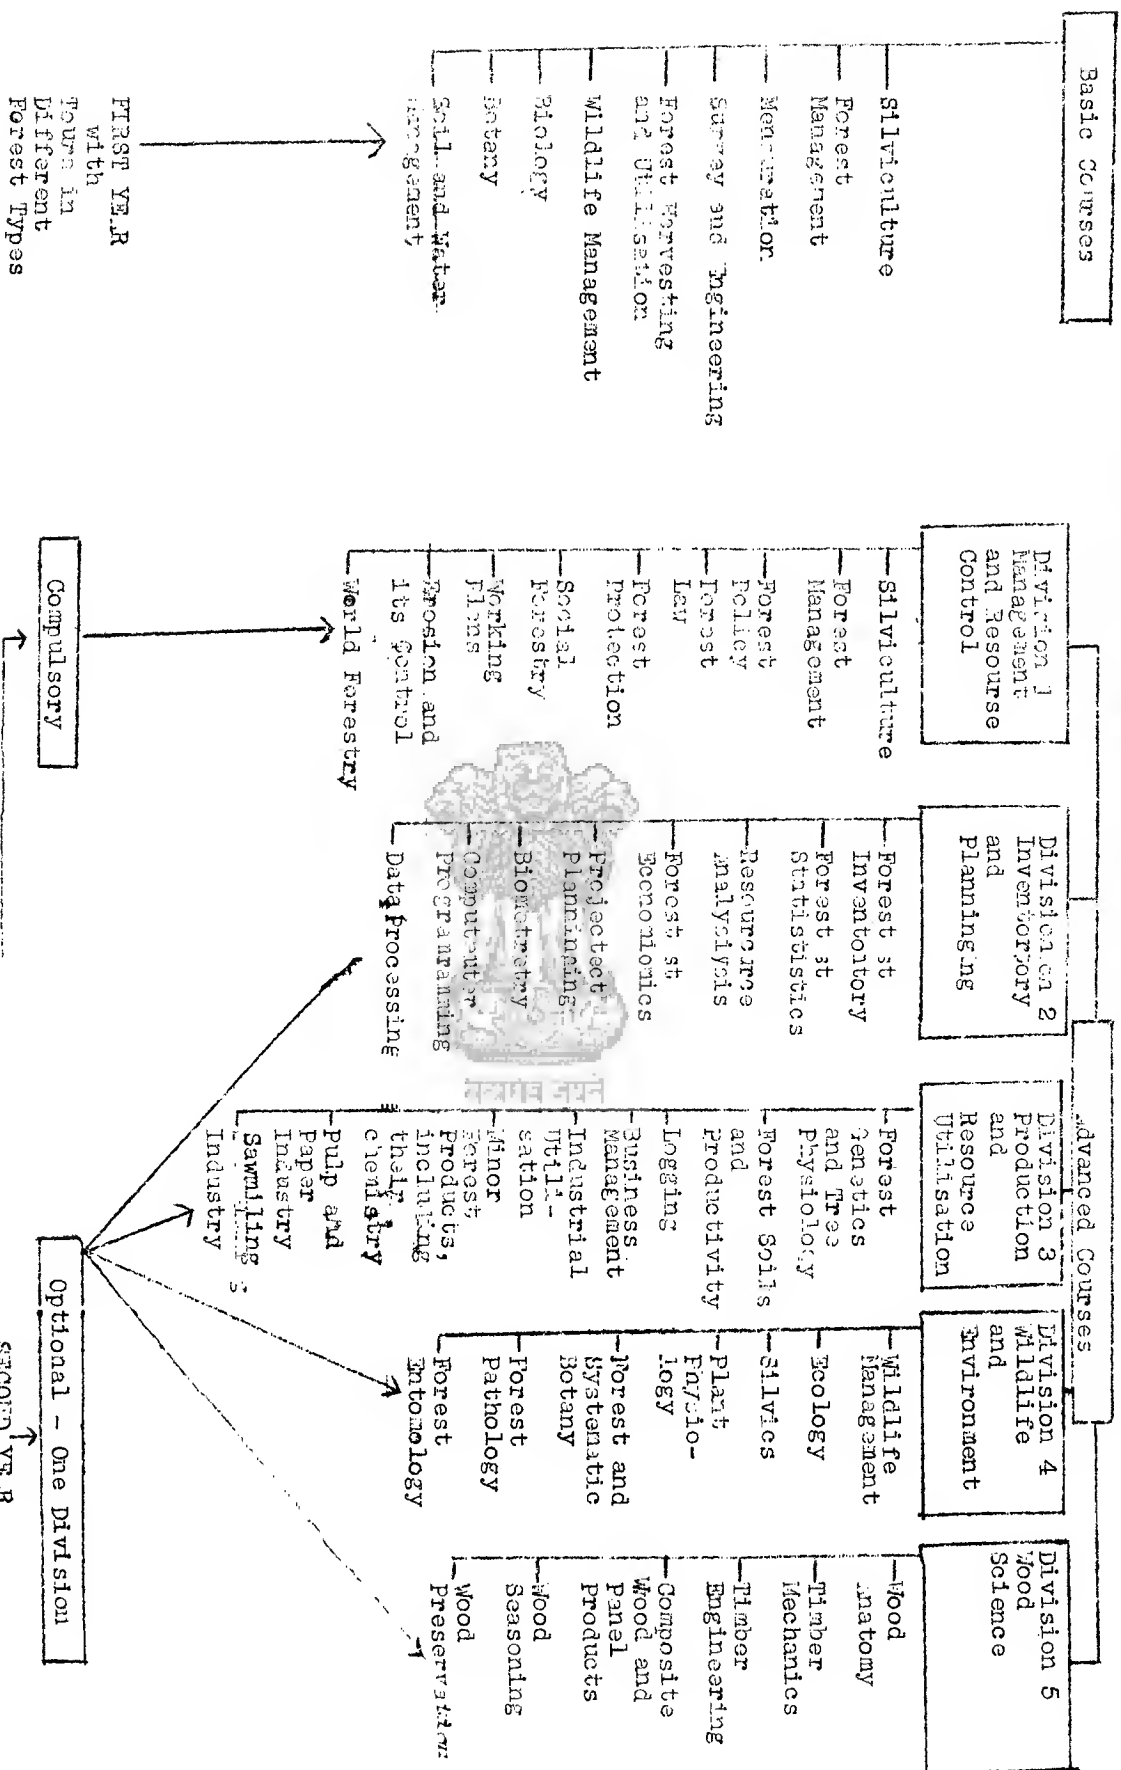 Basic Courses
Silviculture
Forest
Management
Mensuration
Survey and Engineering
Forest Harvesting
and Utilisation
Wildlife Management
Biology
Botany
Soil and Water
Management
FIRST YEAR
with
Tours in
Different
Forest Types
Advanced Courses
Division 1
Management
and Resourse
Control
Silviculture
Forest
Management
Forest
Policy
Forest
Law
Forest
Protection
Social
Forestry
Working
Plans
Erosion and
its Control
World Forestry
Compulsory
Division 2
Inventory
and
Planning
Forest
Inventory
Forest
Statistics
Resource
Analysis
Forest
Economics
Project
Planning
Biometry
Computer
Programming
Data Processing
Division 3
Production
and
Resource
Utilisation
Forest
Genetics
and Tree
Physiology
Forest Soils
and
Productivity
Logging
Business
Management
Industrial
Utili-
sation
Minor
Forest
Products,
including
their
chemistry
Pulp and
Paper
Industry
Sawmiling
Industry
Division 4
Wildlife
and
Environment
Wildlife
Management
Ecology
Silvics
Plant
Physio-
logy
Forest and
Systematic
Botany
Forest
Pathology
Forest
Entomology
Division 5
Wood
Science
Wood
Anatomy
Timber
Mechanics
Timber
Engineering
Composite
Wood and
Panel
Products
Wood
Seasoning
Wood
Preservation
Optional - One Division
SECOND YEAR
सत्यमेव जयते